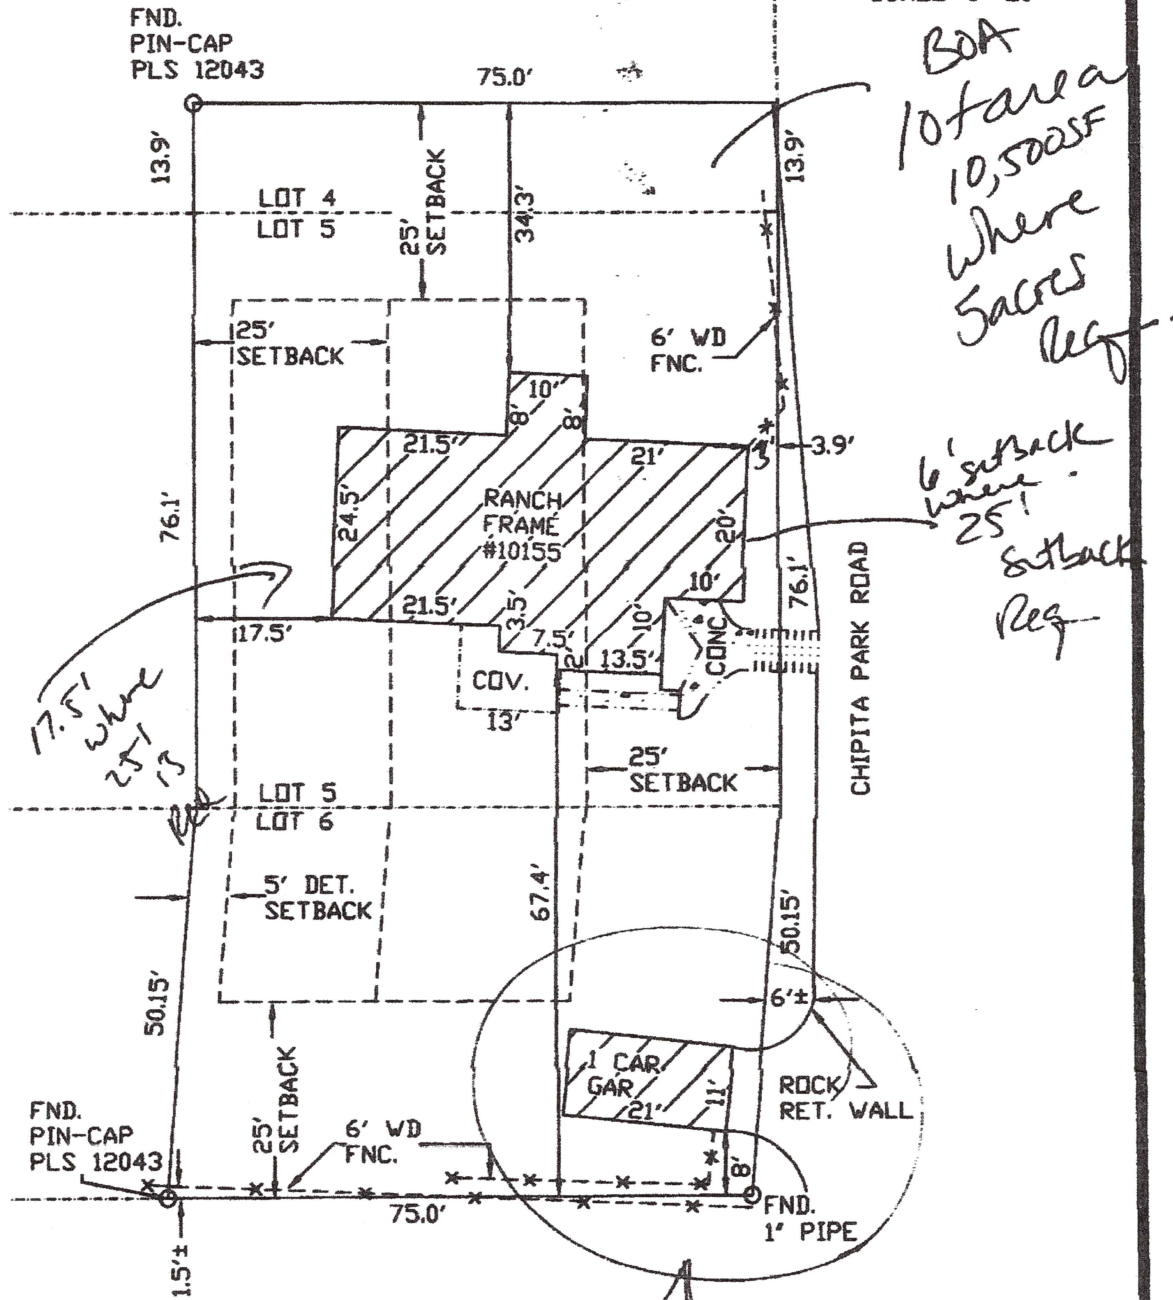 FND.
PIN-CAP
PLS 12043
75.0'
13.9'
13.9'
LOT 4
LOT 5
25'
SETBACK
34.3'
25'
SETBACK
6' WD
FNC.
10'
8'
8'
21.5'
21'
3.9'
24.5'
RANCH
FRAME
#10155
20'
76.1'
76.1'
10'
21.5'
3.5'
10'
17.5'
7.5'
2'
13.5'
CONC.
COV.
13'
CHIPITA PARK ROAD
25'
SETBACK
LOT 5
LOT 6
5' DET.
SETBACK
67.4'
50.15'
50.15'
6'±
1 CAR
GAR
21'
11'
ROCK
RET. WALL
25'
SETBACK
6' WD
FNC.
8'
FND.
PIN-CAP
PLS 12043
75.0'
1.5'±
FND.
1" PIPE
BOA
lot area
10,500SF
where
5 acres
Req
6' setback
where
25'
setback
Req
17.5'
where
25'
is